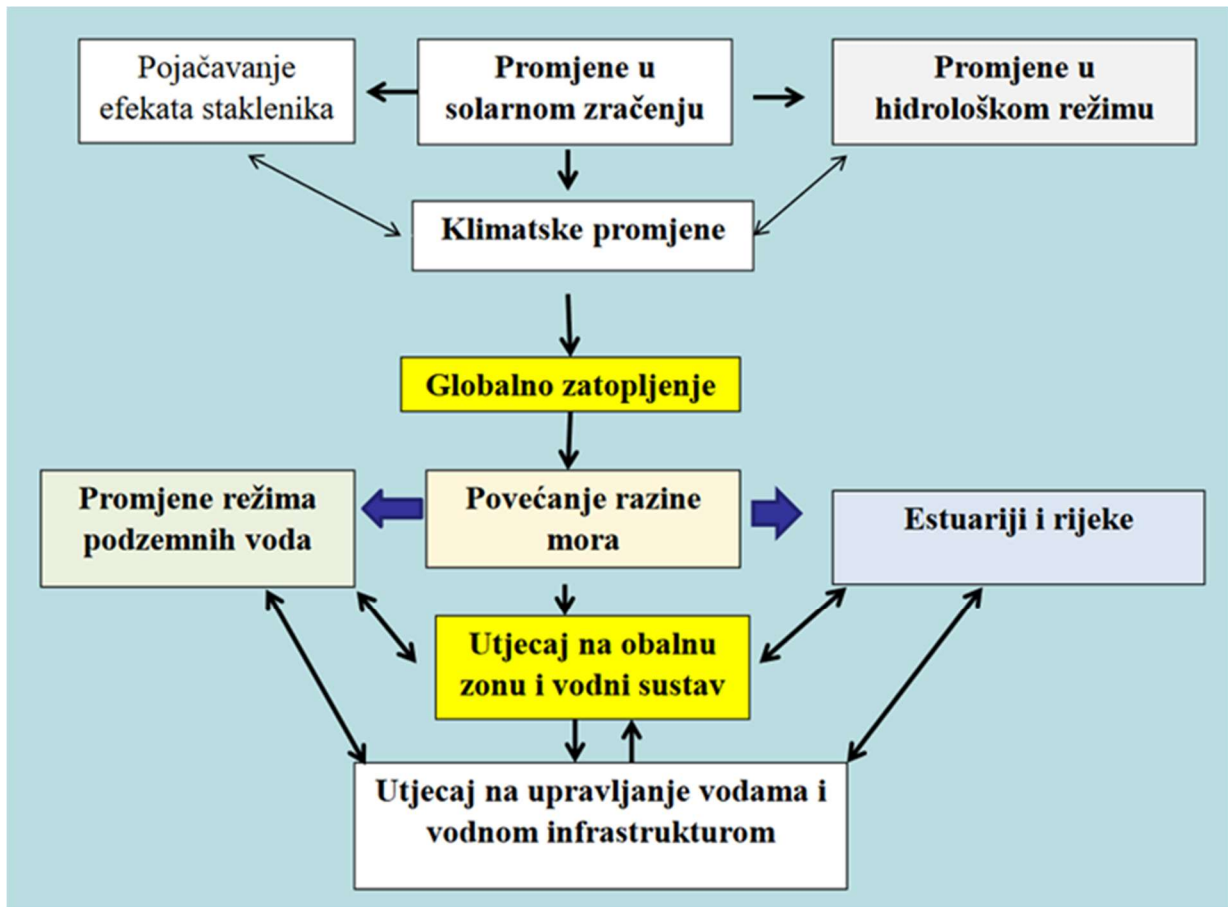 Pojačavanje
efekata staklenika
Promjene u
solarnom zračenju
Promjene u
hidrološkom režimu
Klimatske promjene
Globalno zatopljenje
Promjene režima
podzemnih voda
Povećanje razine
mora
Estuariji i rijeke
Utjecaj na obalnu
zonu i vodni sustav
Utjecaj na upravljanje vodama i
vodnom infrastrukturom